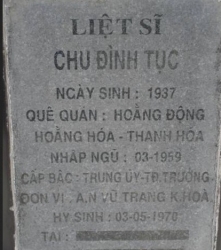 LIỆT SĨ
CHU ĐÌNH TỤC
NGÀY SINH : 1937
QUÊ QUÁN : HOẰNG ĐỘNG
HOẰNG HÓA - THANH HÓA
NHẬP NGŨ : 03-1959
CẤP BẬC : TRUNG ÚY-TP.TRƯỞNG
ĐƠN VỊ : A.N VŨ TRANG K.HÒA
HY SINH : 03-05-1970
TẠI :